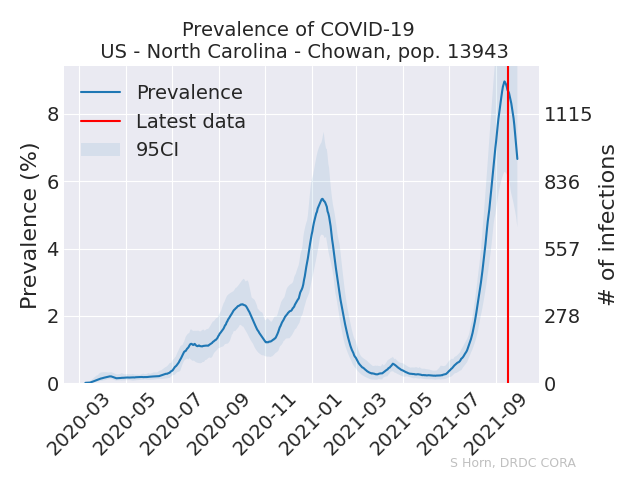 Prevalence of COVID-19
US - North Carolina - Chowan, pop. 13943
Prevalence
Latest data
95CI
Prevalence (%)
8
6
4
2
0
1115
836
557
278
0
# of infections
2020-03
2020-05
2020-07
2020-09
2020-11
2021-01
2021-03
2021-05
2021-07
2021-09
S Horn, DRDC CORA